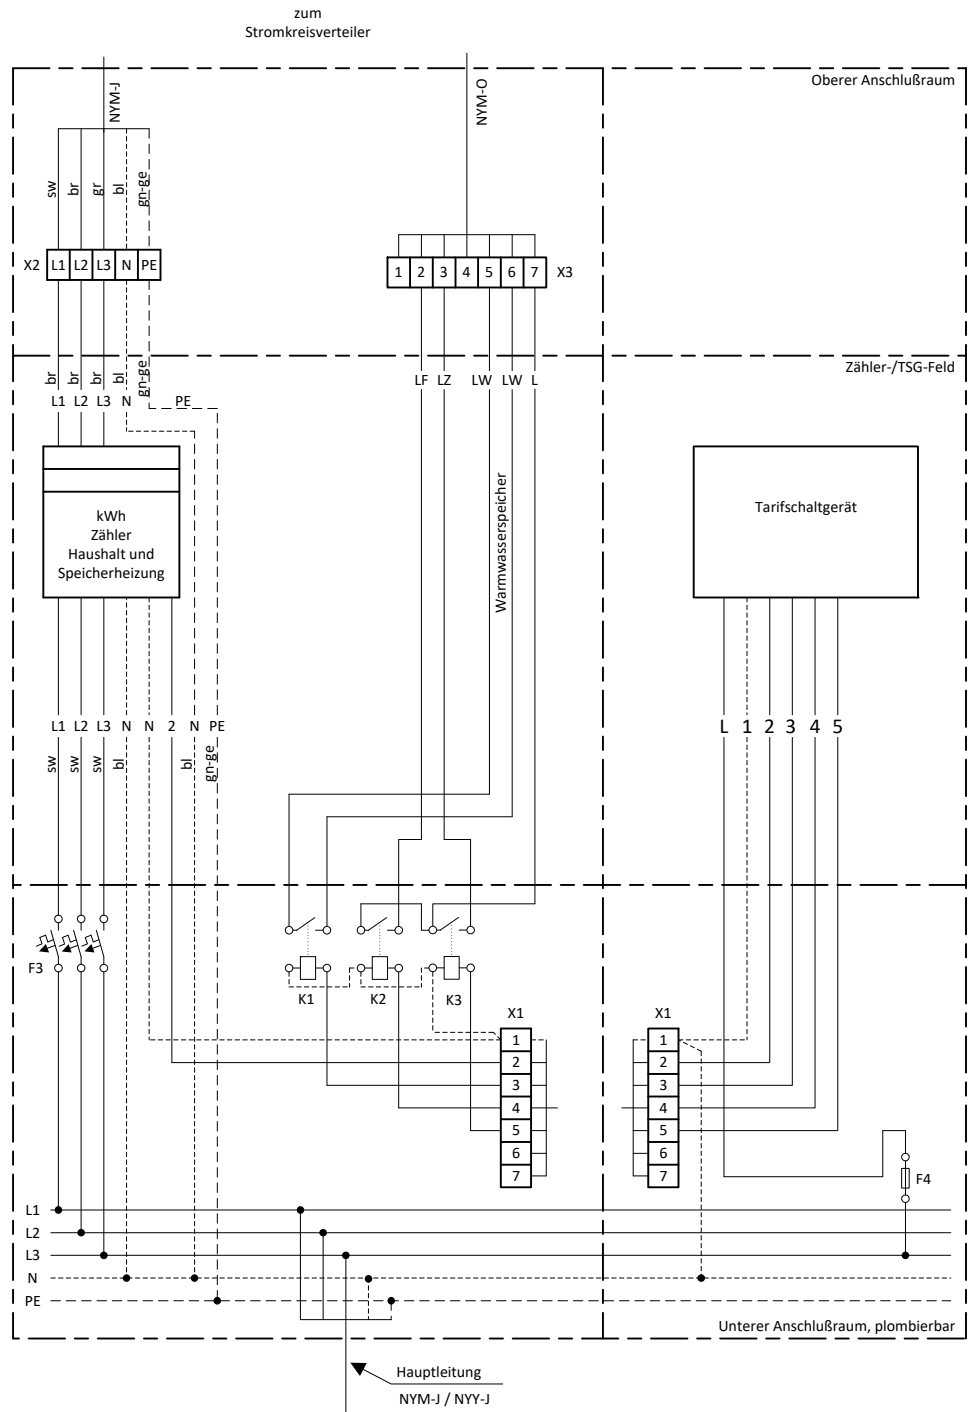 zum
Stromkreisverteiler
Oberer Anschlußraum
NYM-J
NYM-O
sw br gr bl gn-ge
X2 L1 L2 L3 N PE
1 2 3 4 5 6 7 X3
Zähler-/TSG-Feld
br br br bl gn-ge
LF LZ LW LW L
L1 L2 L3 N PE
kWh
Zähler
Haushalt und
Speicherheizung
Warmwasserspeicher
Tarifschaltgerät
L1 L2 L3 N N 2 N PE
L 1 2 3 4 5
sw sw sw bl bl gn-ge
F3
K1 K2 K3
X1
1
2
3
4
5
6
7
X1
1
2
3
4
5
6
7
F4
L1
L2
L3
N
PE
Unterer Anschlußraum, plombierbar
Hauptleitung
NYM-J / NYY-J